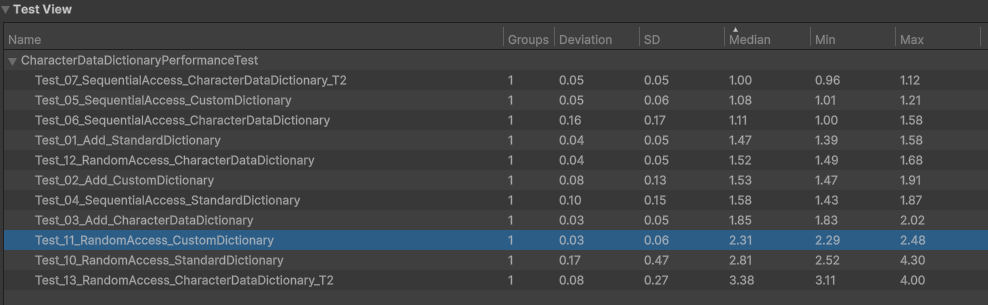 Test View
Name Groups Deviation SD Median Min Max
CharacterDataDictionaryPerformanceTest
Test_07_SequentialAccess_CharacterDataDictionary_T2 1 0.05 0.05 1.00 0.96 1.12
Test_05_SequentialAccess_CustomDictionary 1 0.05 0.06 1.08 1.01 1.21
Test_06_SequentialAccess_CharacterDataDictionary 1 0.16 0.17 1.11 1.00 1.58
Test_01_Add_StandardDictionary 1 0.04 0.05 1.47 1.39 1.58
Test_12_RandomAccess_CharacterDataDictionary 1 0.04 0.05 1.52 1.49 1.68
Test_02_Add_CustomDictionary 1 0.08 0.13 1.53 1.47 1.91
Test_04_SequentialAccess_StandardDictionary 1 0.10 0.15 1.58 1.43 1.87
Test_03_Add_CharacterDataDictionary 1 0.03 0.05 1.85 1.83 2.02
Test_11_RandomAccess_CustomDictionary 1 0.03 0.06 2.31 2.29 2.48
Test_10_RandomAccess_StandardDictionary 1 0.17 0.47 2.81 2.52 4.30
Test_13_RandomAccess_CharacterDataDictionary_T2 1 0.08 0.27 3.38 3.11 4.00